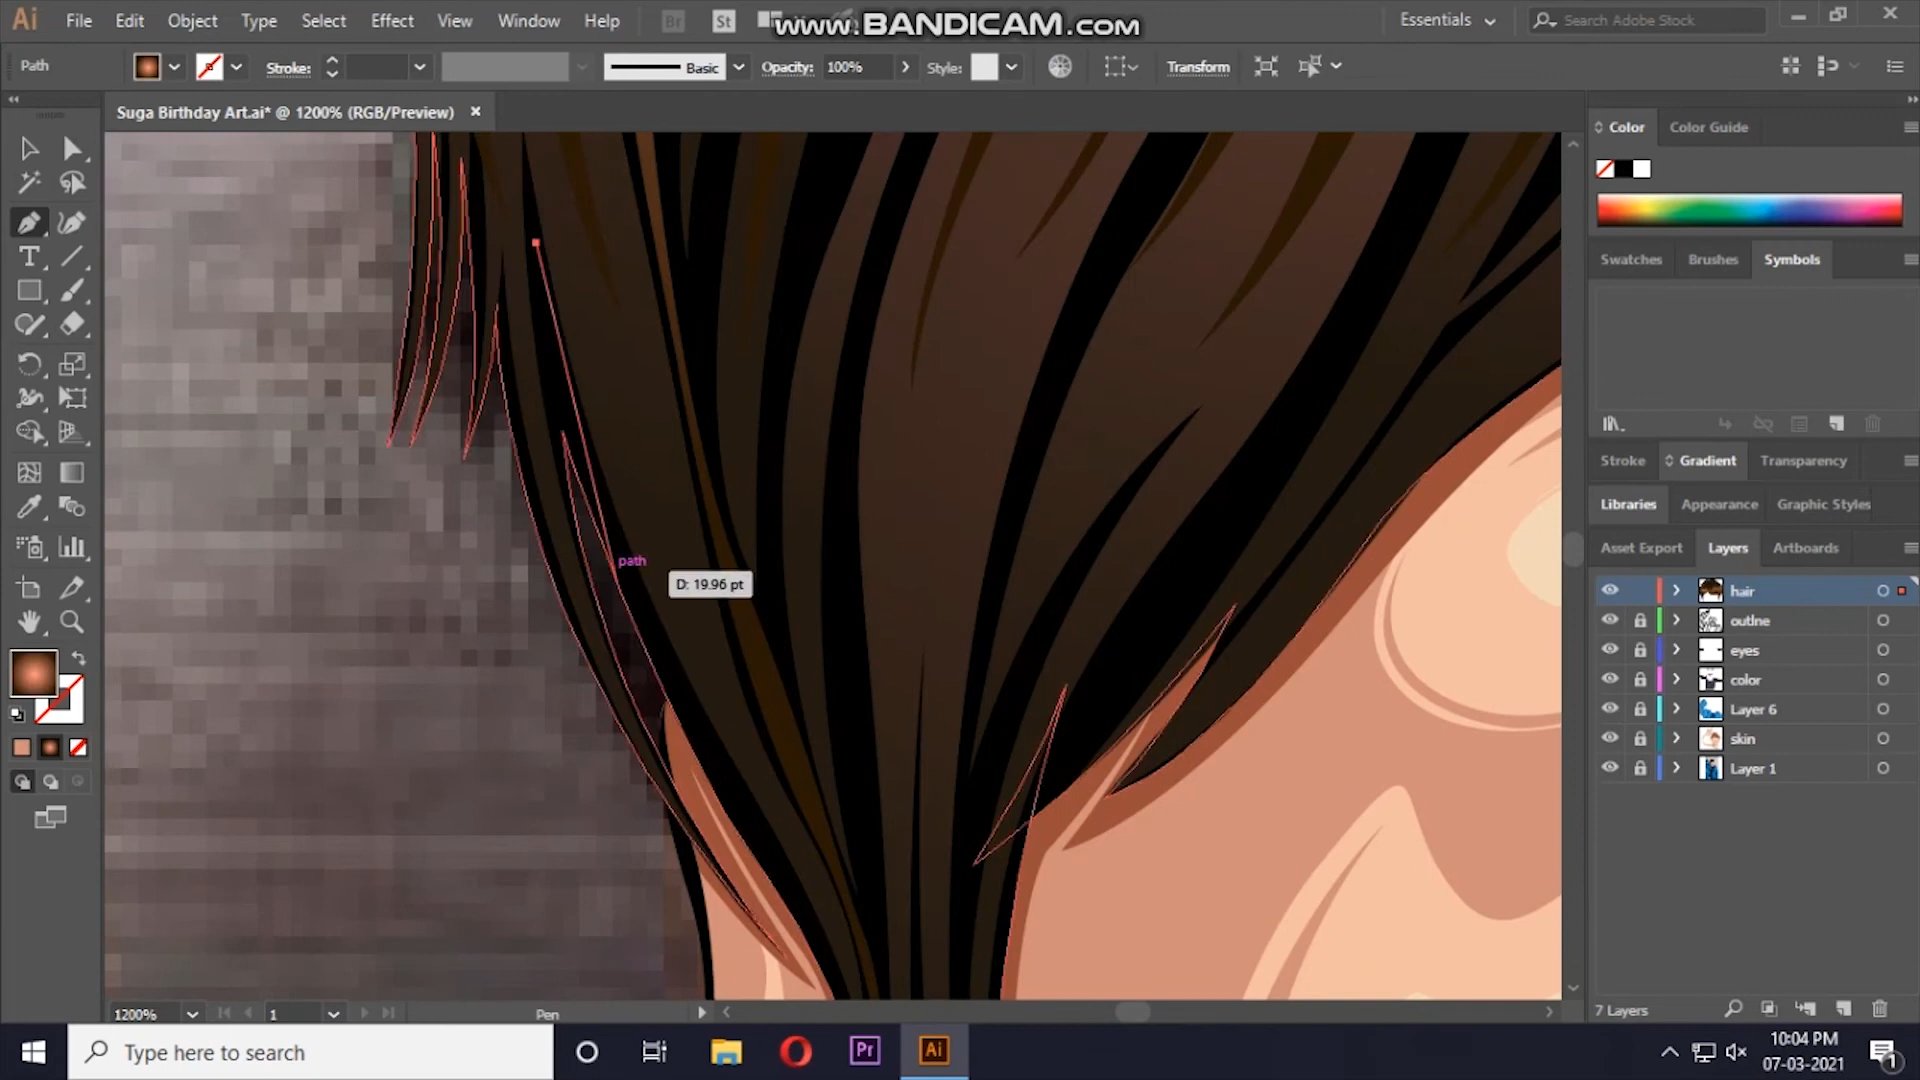 Ai File Edit Object Type Select Effect View Window Help Br St www.BANDICAM.com Essentials Search Adobe Stock
Path Stroke: Basic Opacity: 100% Style: Transform
Suga Birthday Art.ai* @ 1200% (RGB/Preview)
Color Color Guide
Swatches Brushes Symbols
Stroke Gradient Transparency
Libraries Appearance Graphic Styles
Asset Export Layers Artboards
path
D: 19.96 pt
hair
outlne
eyes
color
Layer 6
skin
Layer 1
1200% 1 Pen 7 Layers
Type here to search Pr Ai 10:04 PM
07-03-2021 1